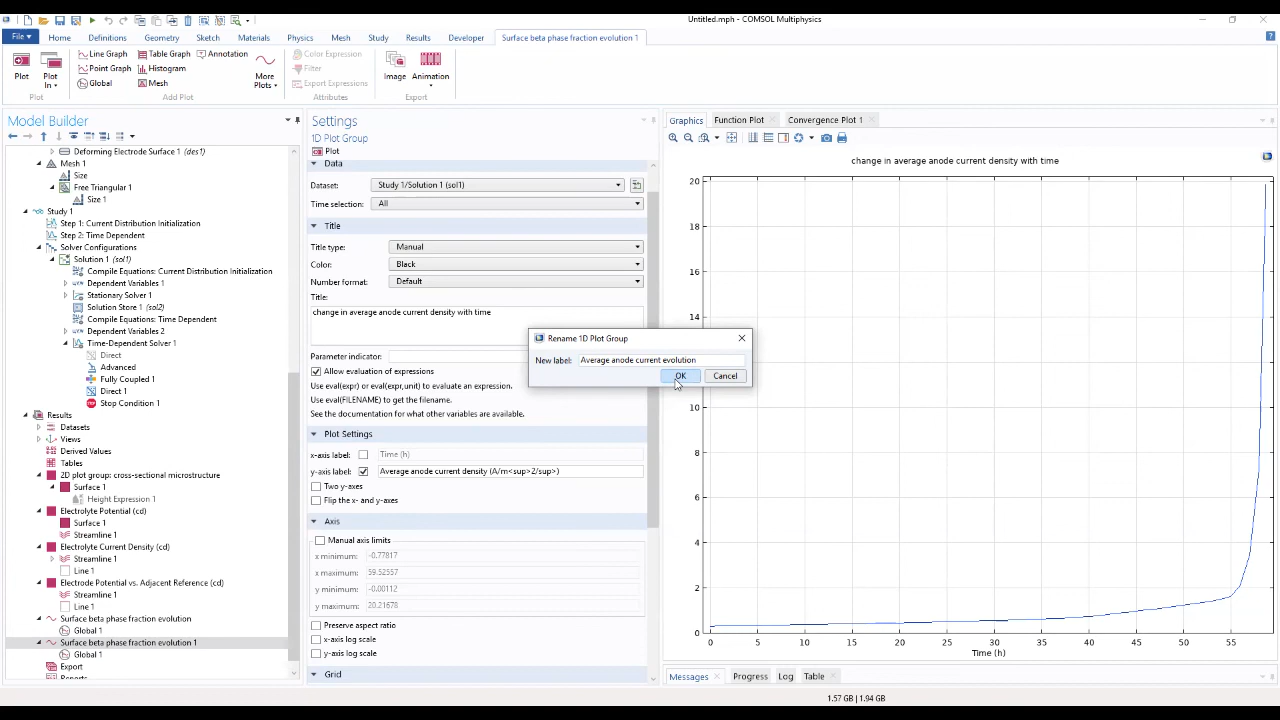 Untitled.mph - COMSOL Multiphysics
File Home Definitions Geometry Sketch Materials Physics Mesh Study Results Developer Surface beta phase fraction evolution 1
Plot
Plot In
Plot
Line Graph
Point Graph
Global
Table Graph
Histogram
Mesh
Annotation
More Plots
Add Plot
Color Expression
Filter
Export Expressions
Attributes
Image
Animation
Export
Model Builder
Deforming Electrode Surface 1 (des1)
Mesh 1
Size
Free Triangular 1
Size 1
Study 1
Step 1: Current Distribution Initialization
Step 2: Time Dependent
Solver Configurations
Solution 1 (sol1)
Compile Equations: Current Distribution Initialization
Dependent Variables 1
Stationary Solver 1
Solution Store 1 (sol2)
Compile Equations: Time Dependent
Dependent Variables 2
Time-Dependent Solver 1
Direct
Advanced
Fully Coupled 1
Direct 1
Stop Condition 1
Results
Datasets
Views
Derived Values
Tables
2D plot group: cross-sectional microstructure
Surface 1
Height Expression 1
Electrolyte Potential (cd)
Surface 1
Streamline 1
Electrolyte Current Density (cd)
Streamline 1
Line 1
Electrode Potential vs. Adjacent Reference (cd)
Streamline 1
Line 1
Surface beta phase fraction evolution
Global 1
Surface beta phase fraction evolution 1
Global 1
Export
Settings
1D Plot Group
Plot
Data
Dataset: Study 1/Solution 1 (sol1)
Time selection: All
Title
Title type: Manual
Color: Black
Number format: Default
Title:
change in average anode current density with time
Parameter indicator:
Allow evaluation of expressions
Use eval(expr) or eval(expr,unit) to evaluate an expression.
Use eval(FILENAME) to get the filename.
See the documentation for what other variables are available.
Plot Settings
x-axis label: Time (h)
y-axis label: Average anode current density (A/m<sup>2/sup>)
Two y-axes
Flip the x- and y-axes
Axis
Manual axis limits
x minimum: -0.77817
x maximum: 59.52557
y minimum: -0.00112
y maximum: 20.21678
Preserve aspect ratio
x-axis log scale
y-axis log scale
Grid
Rename 1D Plot Group
New label: Average anode current evolution
OK Cancel
Graphics Function Plot Convergence Plot 1
change in average anode current density with time
20
18
16
14
10
8
6
4
2
0
0 5 10 15 20 25 30 35 40 45 50 55
Time (h)
Messages Progress Log Table
1.57 GB | 1.94 GB